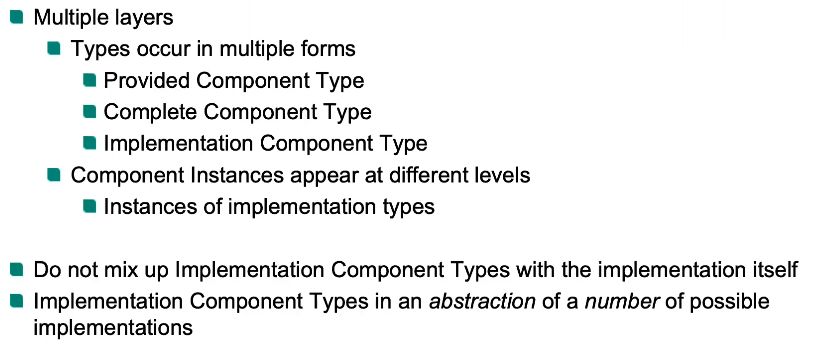 Multiple layers
Types occur in multiple forms
Provided Component Type
Complete Component Type
Implementation Component Type
Component Instances appear at different levels
Instances of implementation types
Do not mix up Implementation Component Types with the implementation itself
Implementation Component Types in an abstraction of a number of possible
implementations